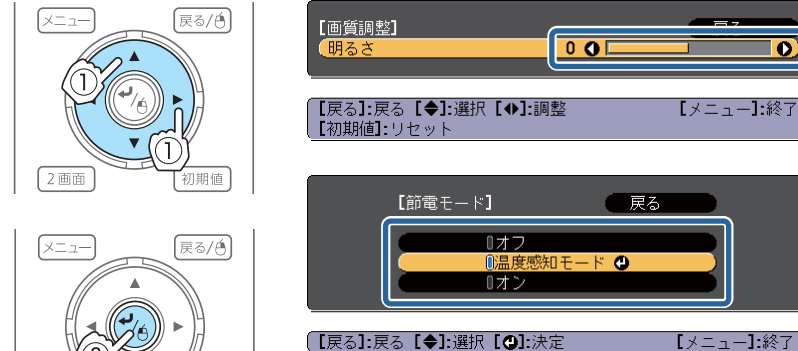 メニュー 戻る/
①
①
2画面 初期値
[画質調整] 戻る
明るさ 0
[戻る]:戻る [◆]:選択 [◆]:調整 [メニュー]:終了
[初期値]:リセット
メニュー 戻る/
[節電モード] 戻る
オフ
温度感知モード
オン
[戻る]:戻る [◆]:選択 [⏎]:決定 [メニュー]:終了